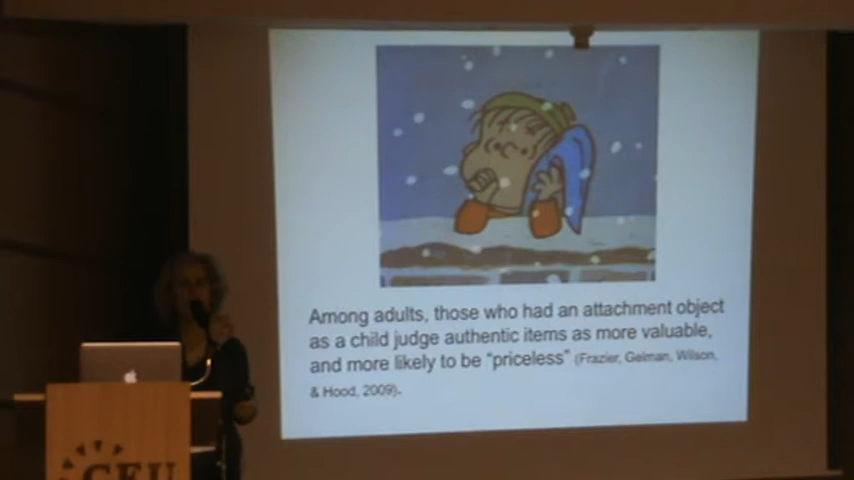 Among adults, those who had an attachment object
as a child judge authentic items as more valuable,
and more likely to be “priceless” (Frazier, Gelman, Wilson,
& Hood, 2009).
CEU